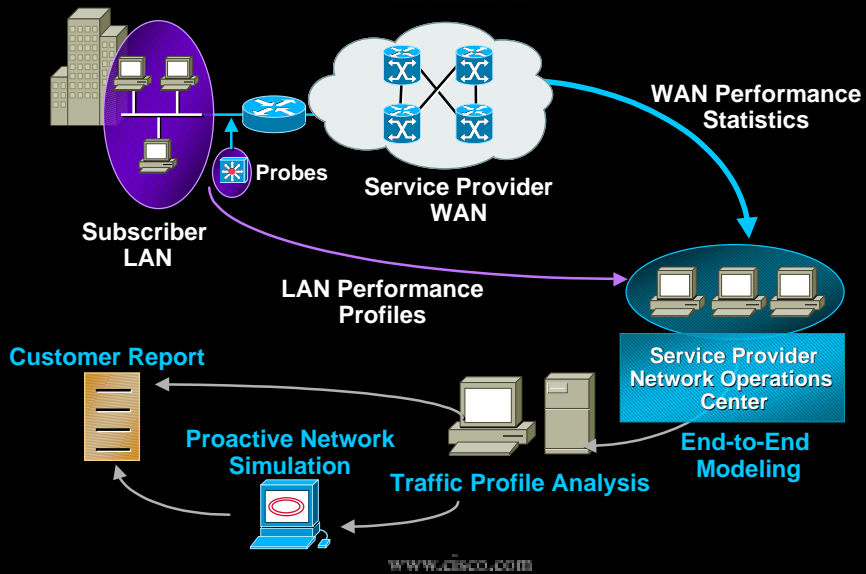 WAN Performance
Statistics
Probes
Service Provider
WAN
Subscriber
LAN
LAN Performance
Profiles
Service Provider
Network Operations
Center
Customer Report
Proactive Network
Simulation
Traffic Profile Analysis
End-to-End
Modeling
www.cisco.com